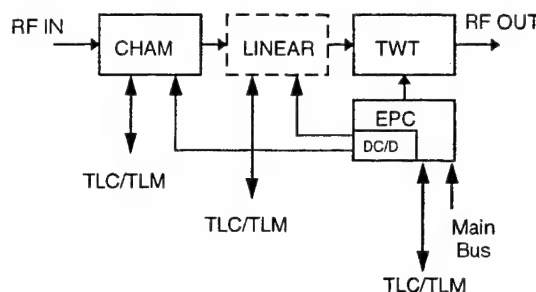 RF IN
RF OUT
CHAM
LINEAR
TWT
EPC
DC/D
TLC/TLM
TLC/TLM
Main
Bus
TLC/TLM